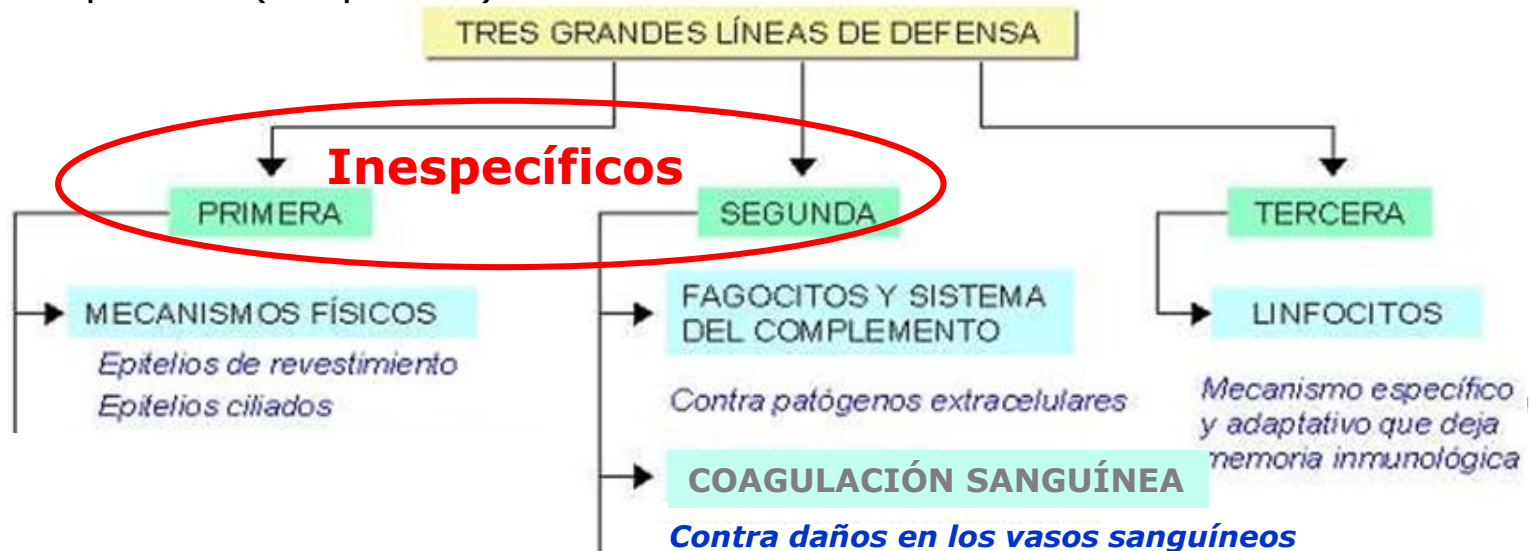 TRES GRANDES LÍNEAS DE DEFENSA
Inespecíficos
PRIMERA
SEGUNDA
TERCERA
MECANISMOS FÍSICOS
Epitelios de revestimiento
Epitelios ciliados
FAGOCITOS Y SISTEMA
DEL COMPLEMENTO
Contra patógenos extracelulares
COAGULACIÓN SANGUÍNEA
Contra daños en los vasos sanguíneos
LINFOCITOS
Mecanismo específico
y adaptativo que deja
memoria inmunológica